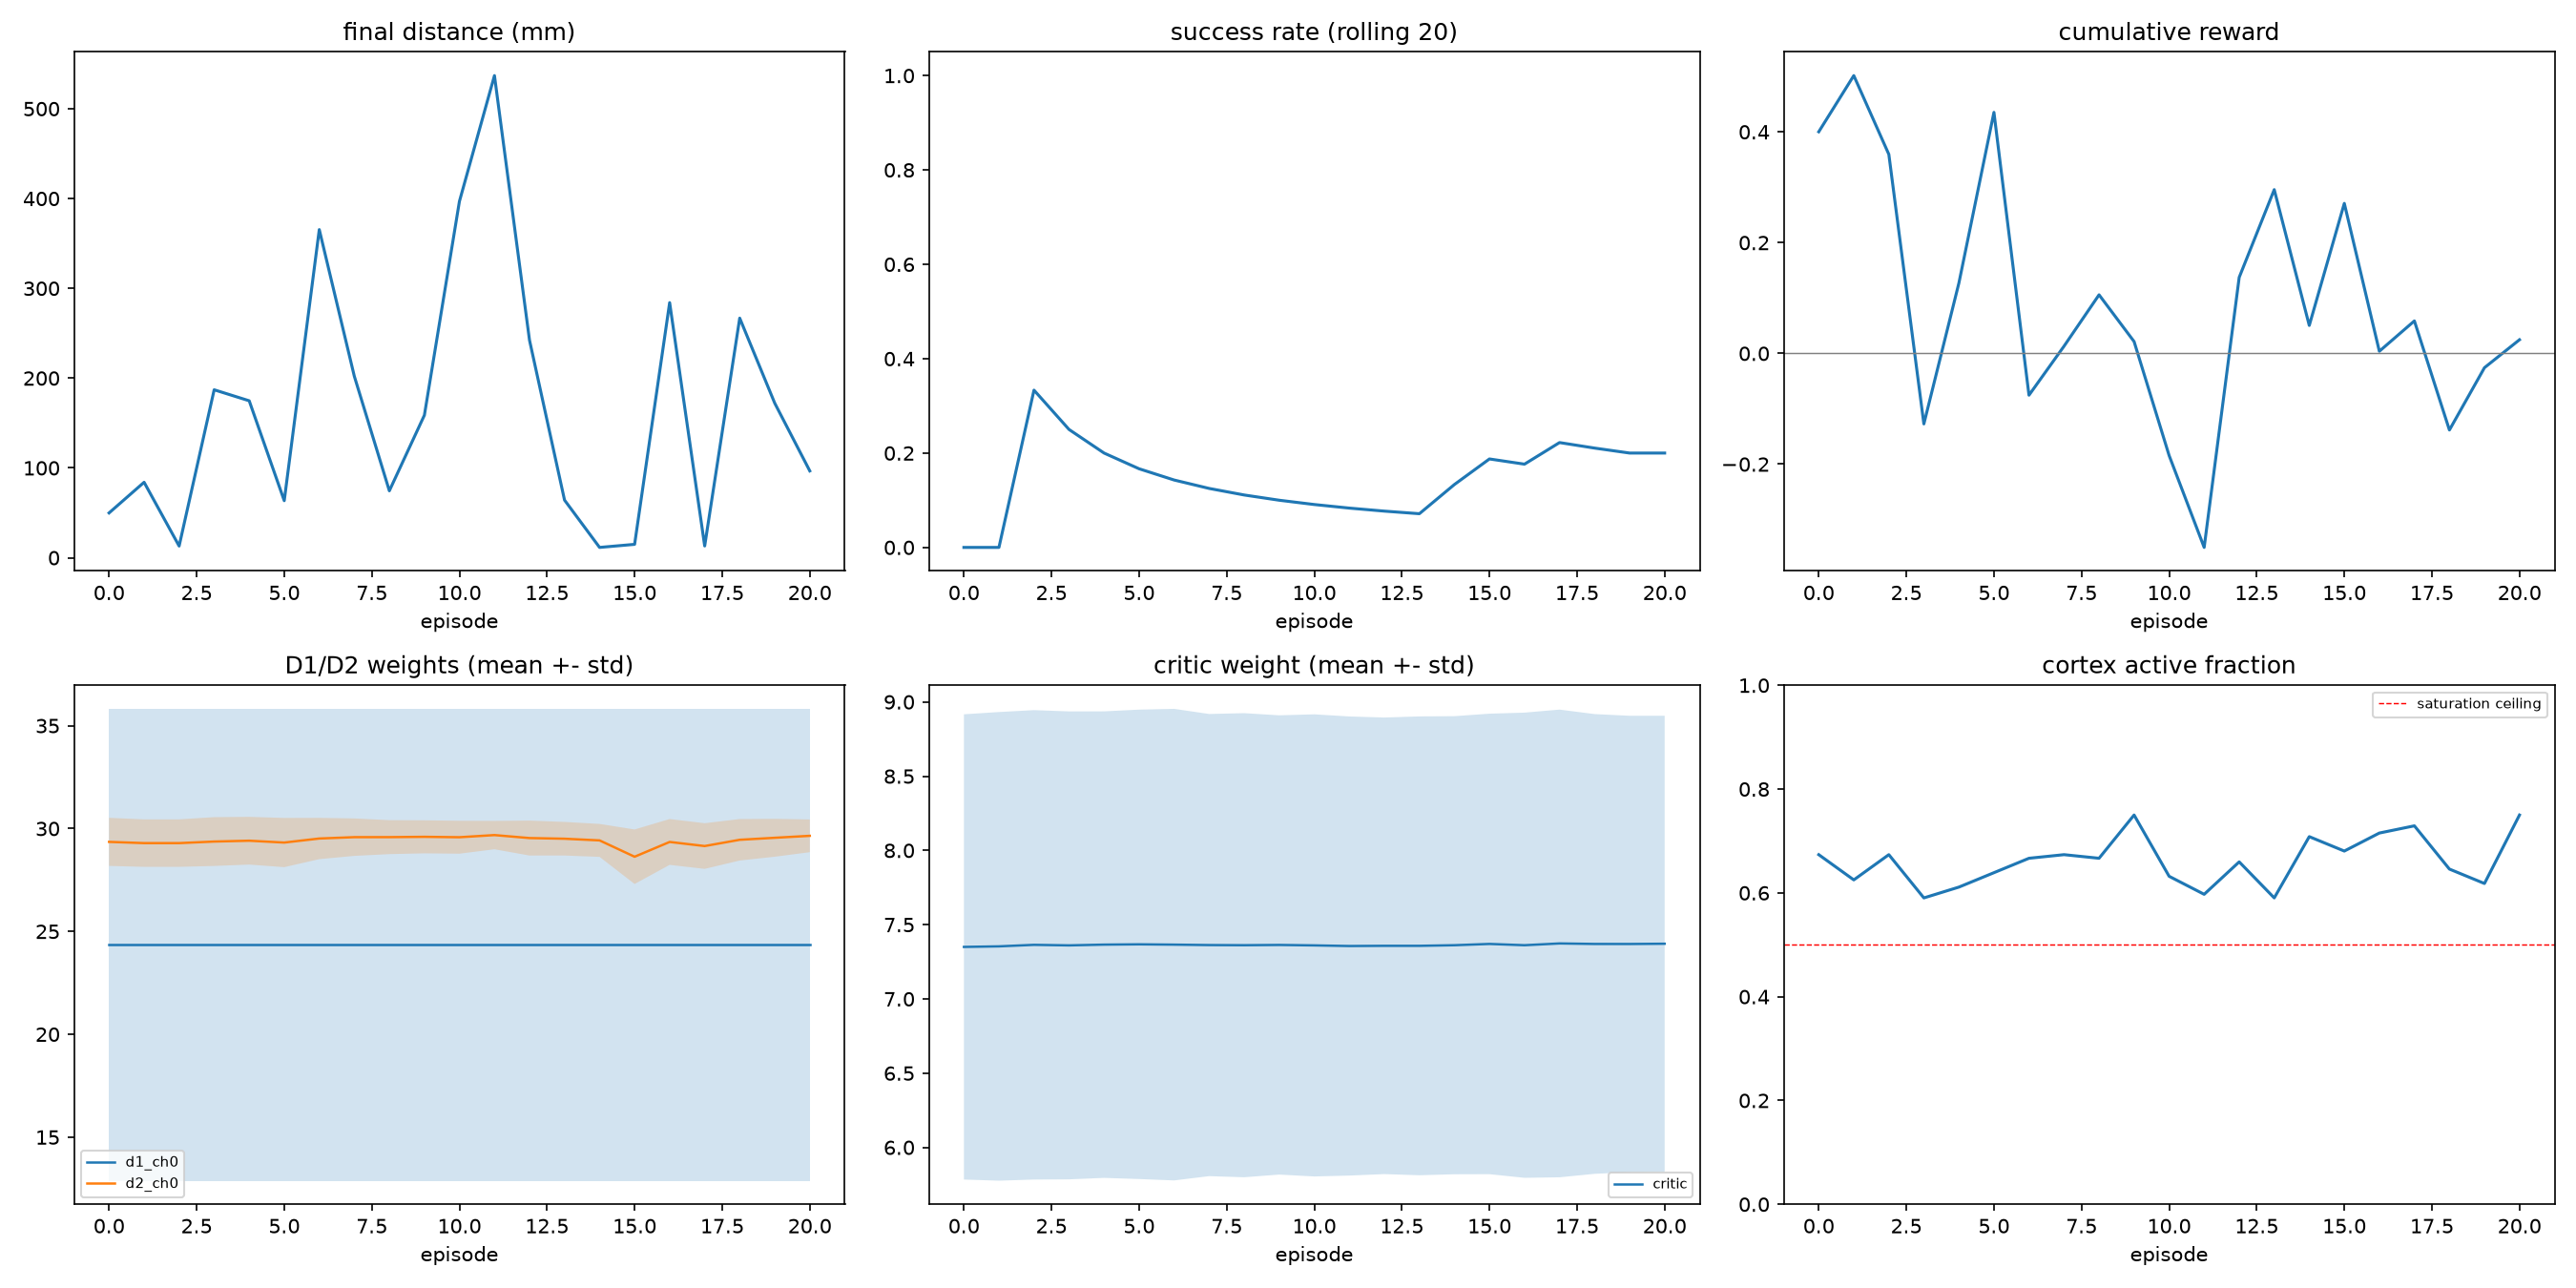 final distance (mm)
500
400
300
200
100
0
0.0 2.5 5.0 7.5 10.0 12.5 15.0 17.5 20.0
episode
success rate (rolling 20)
1.0
0.8
0.6
0.4
0.2
0.0
0.0 2.5 5.0 7.5 10.0 12.5 15.0 17.5 20.0
episode
cumulative reward
0.4
0.2
0.0
−0.2
0.0 2.5 5.0 7.5 10.0 12.5 15.0 17.5 20.0
episode
D1/D2 weights (mean +- std)
35
30
25
20
15
d1_ch0
d2_ch0
0.0 2.5 5.0 7.5 10.0 12.5 15.0 17.5 20.0
episode
critic weight (mean +- std)
9.0
8.5
8.0
7.5
7.0
6.5
6.0
critic
0.0 2.5 5.0 7.5 10.0 12.5 15.0 17.5 20.0
episode
cortex active fraction
1.0
saturation ceiling
0.8
0.6
0.4
0.2
0.0
0.0 2.5 5.0 7.5 10.0 12.5 15.0 17.5 20.0
episode